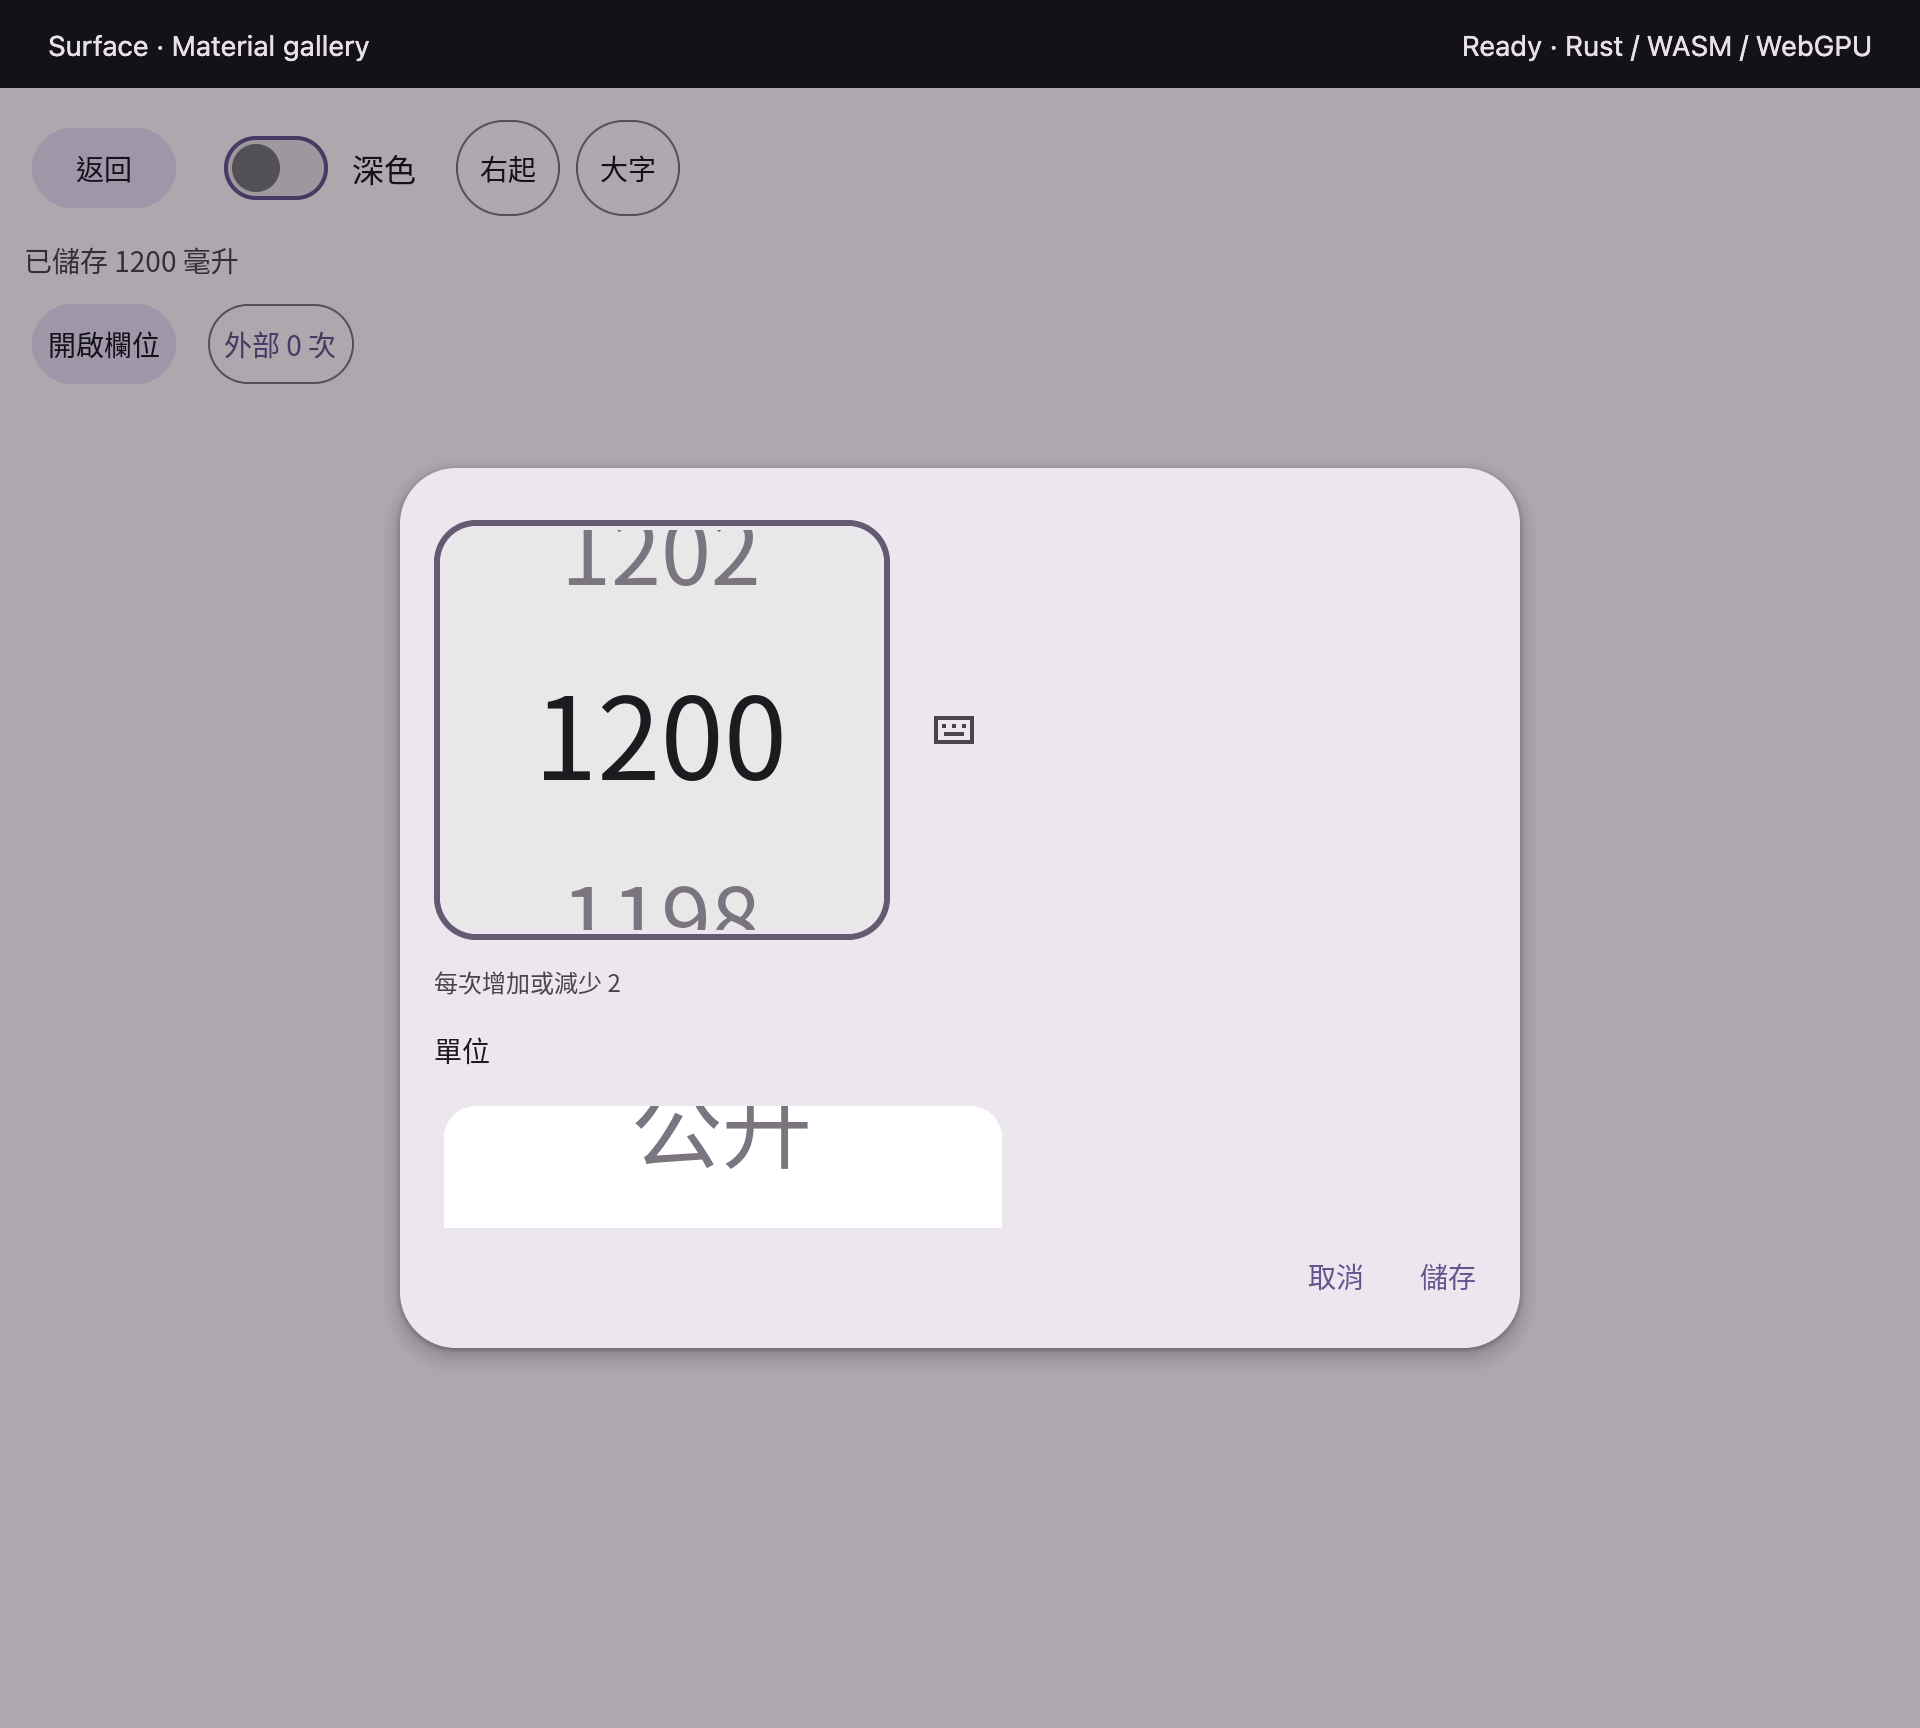 Surface · Material gallery
Ready · Rust / WASM / WebGPU
返回
深色
右起
大字
已儲存 1200 毫升
開啟欄位
外部 0 次
1202
1200
1198
每次增加或減少 2
單位
公升
取消
儲存